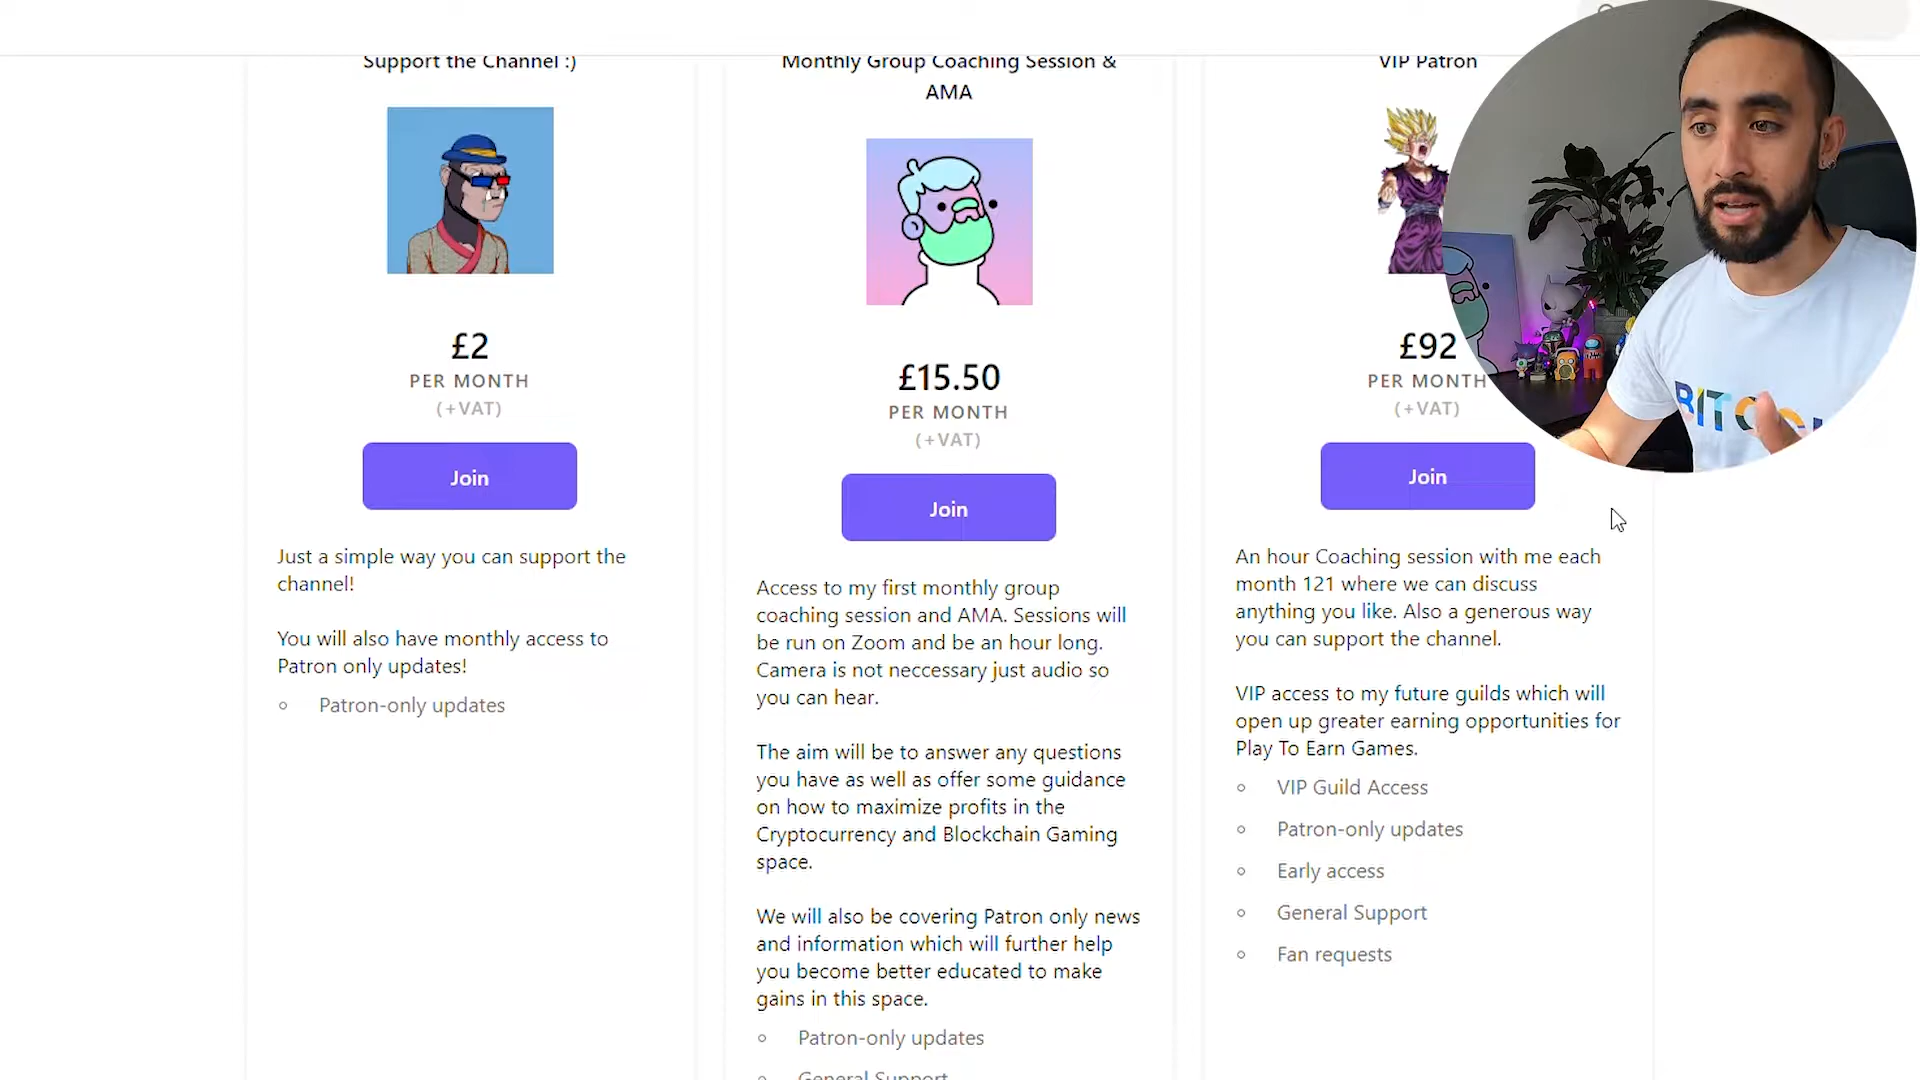 Support the Channel :)
£2
PER MONTH
(+VAT)
Join
Just a simple way you can support the
channel!
You will also have monthly access to
Patron only updates!
Patron-only updates
Monthly Group Coaching Session &
AMA
£15.50
PER MONTH
(+VAT)
Join
Access to my first monthly group
coaching session and AMA. Sessions will
be run on Zoom and be an hour long.
Camera is not neccessary just audio so
you can hear.
The aim will be to answer any questions
you have as well as offer some guidance
on how to maximize profits in the
Cryptocurrency and Blockchain Gaming
space.
We will also be covering Patron only news
and information which will further help
you become better educated to make
gains in this space.
Patron-only updates
General Support
VIP Patron
£92
PER MONTH
(+VAT)
Join
An hour Coaching session with me each
month 121 where we can discuss
anything you like. Also a generous way
you can support the channel.
VIP access to my future guilds which will
open up greater earning opportunities for
Play To Earn Games.
VIP Guild Access
Patron-only updates
Early access
General Support
Fan requests